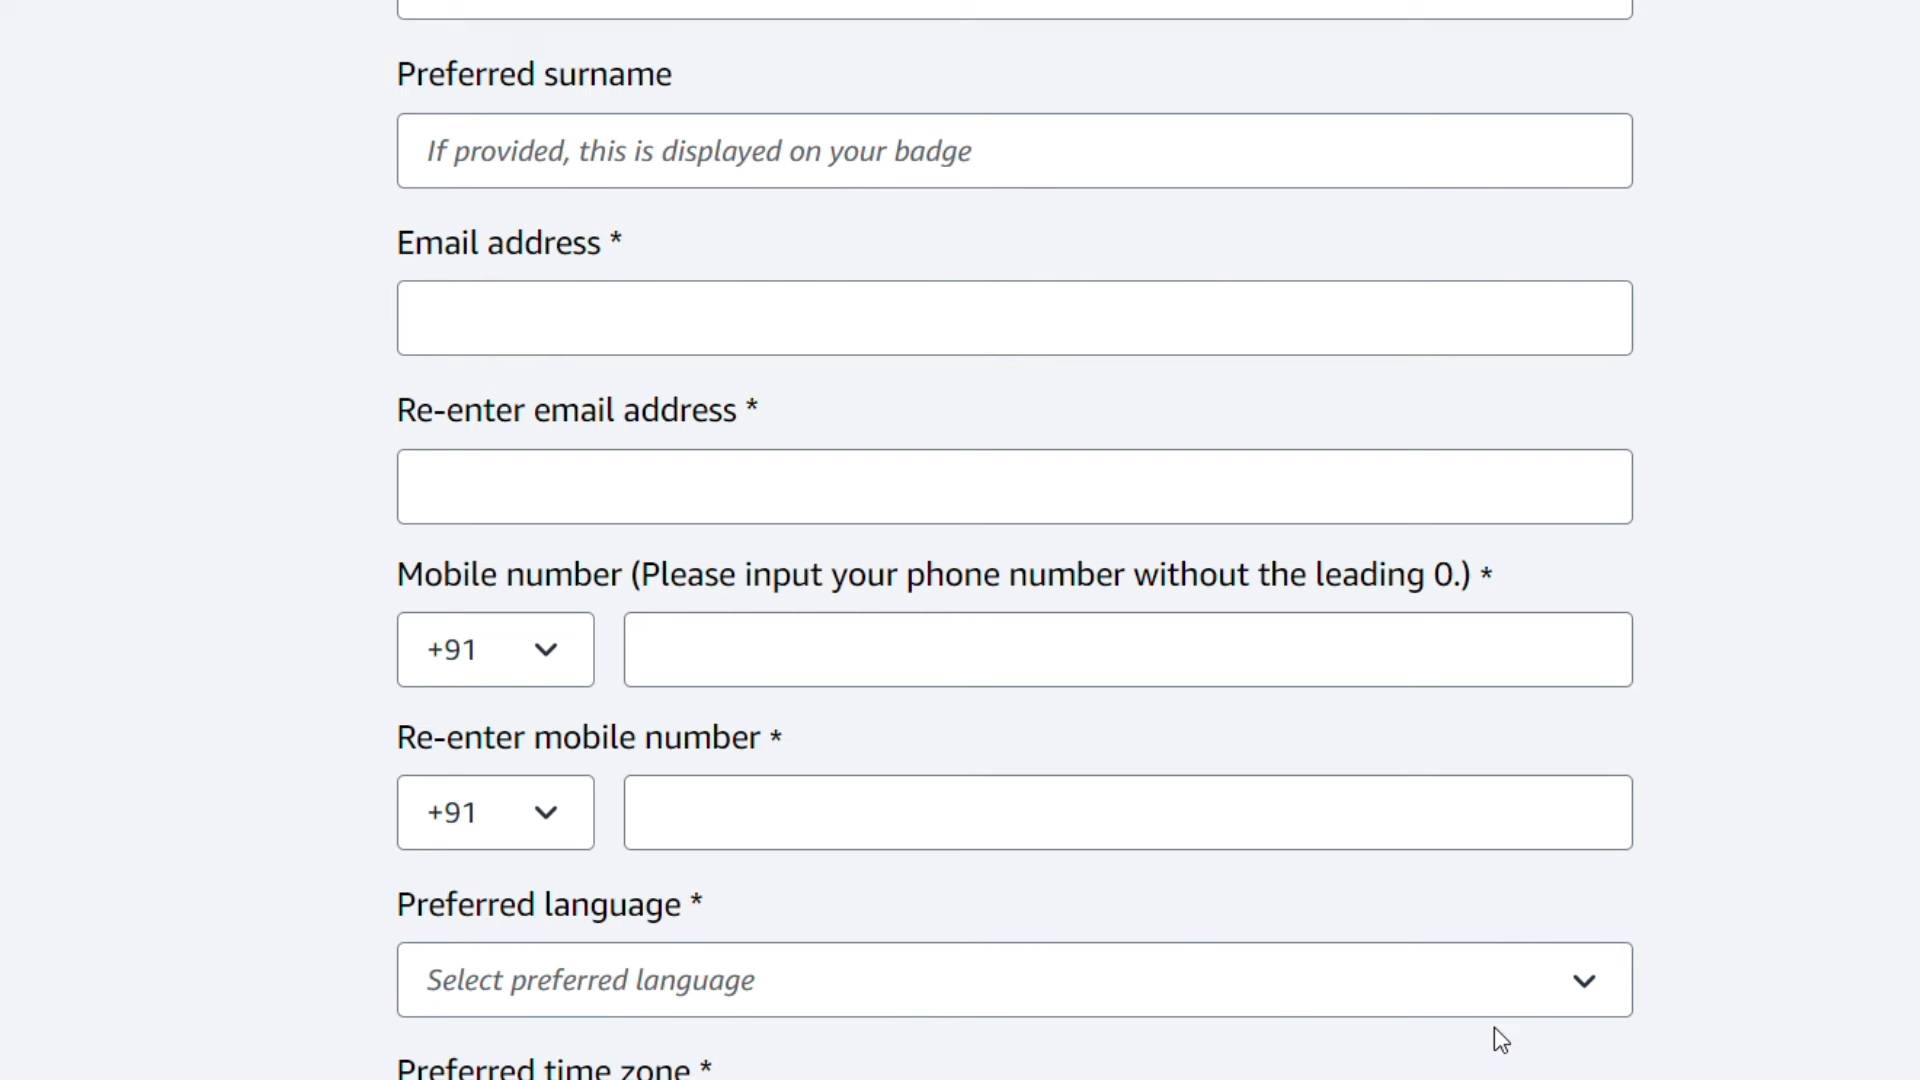 Preferred surname
If provided, this is displayed on your badge
Email address *
Re-enter email address *
Mobile number (Please input your phone number without the leading 0.) *
+91
Re-enter mobile number *
+91
Preferred language *
Select preferred language
Preferred time zone *